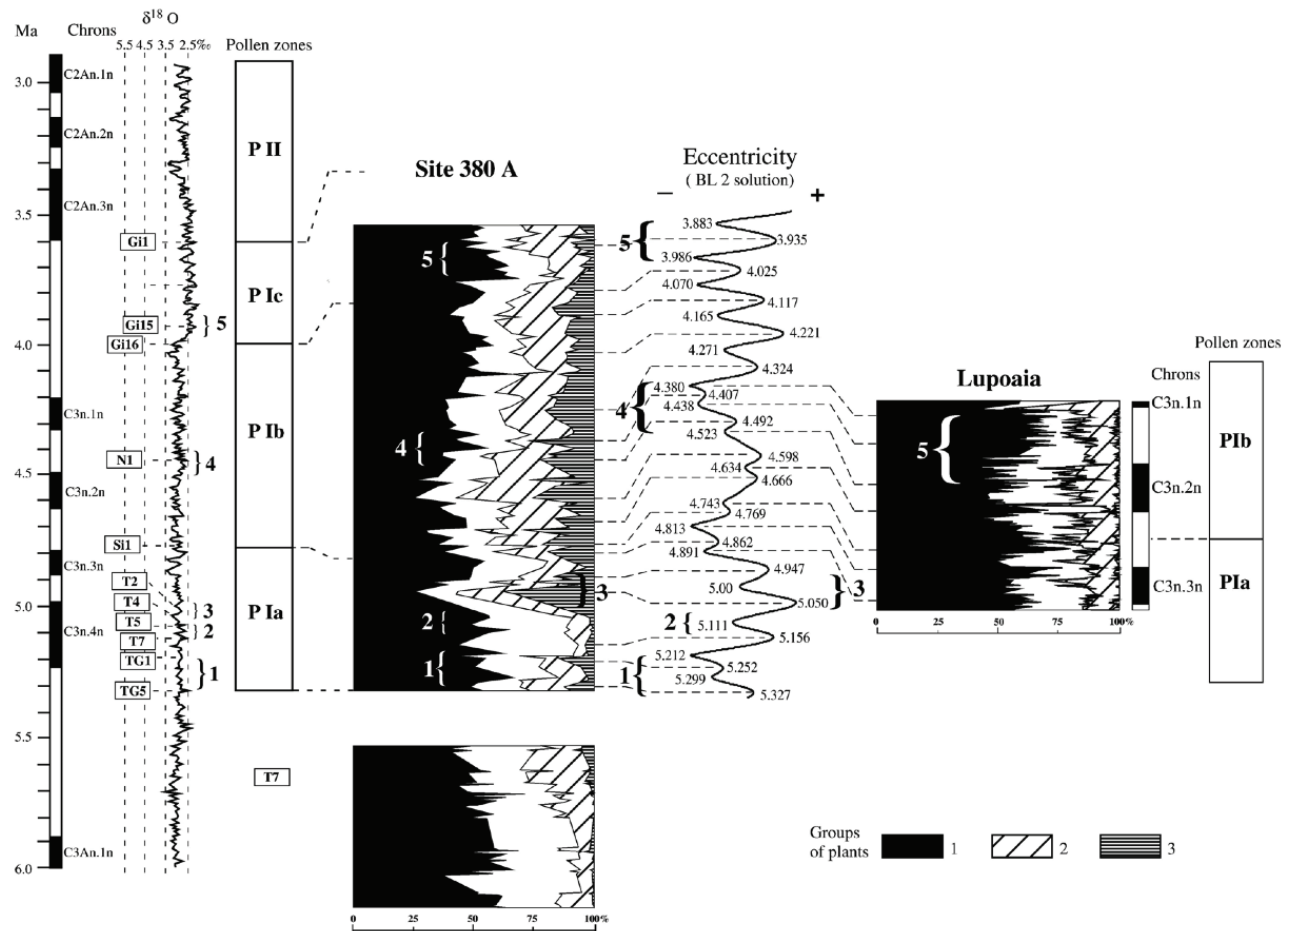 δ18 O
Ma
Chrons
5.5 4.5 3.5 2.5‰
Pollen zones
C2An.1n
3.0
C2An.2n
P II
Site 380 A
Eccentricity
( BL 2 solution)
− +
C2An.3n
3.5
Gi1
5
5
3.883
3.935
3.986
4.025
P Ic
4.070
4.117
4.165
Gi15
5
4.221
Gi16
4.0
4.271
Pollen zones
4.324
Lupoaia
Chrons
4.380
4.407
4.438
4
C3n.1n
C3n.1n
P Ib
4
4.492
4.523
PIb
N1
4
4.598
5
4.634
4.666
4.5
C3n.2n
C3n.2n
4.743
4.769
4.813
Si1
4.862
4.891
C3n.3n
T2
4.947
C3n.3n
PIa
3
5.00
3
T4
3
5.0
P Ia
5.050
T5
2
2
2
5.111
C3n.4n
T7
5.156
TG1
1
1
1
5.212
5.252
5.299
TG5
5.327
0 25 50 75 100%
5.5
T7
Groups
of plants
1
2
3
C3An.1n
6.0
0 25 50 75 100%